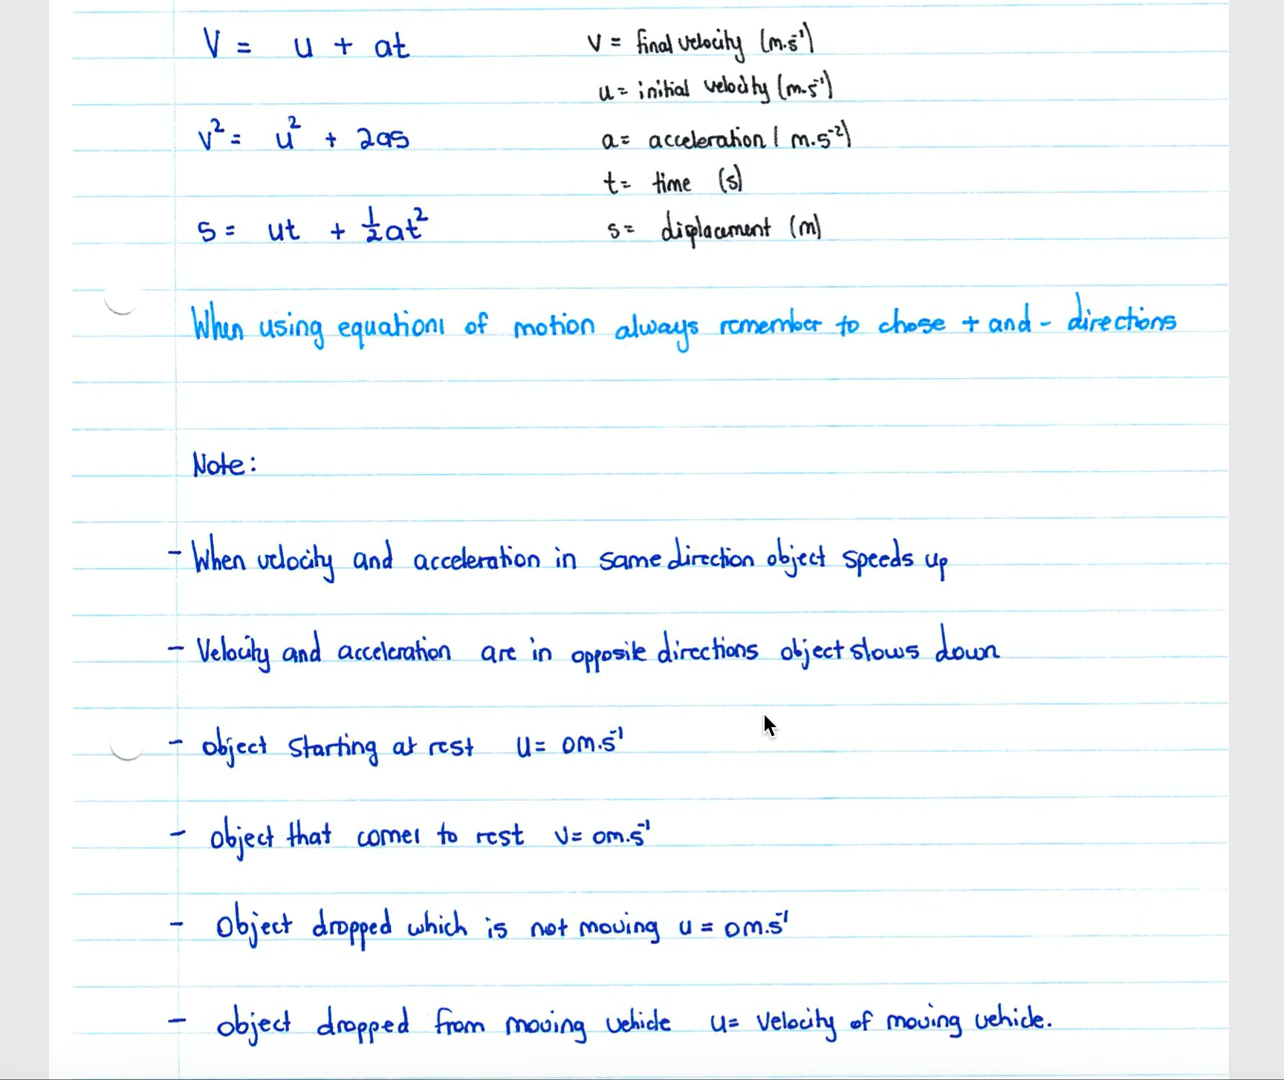 V = u + at
V = final velocity (m.s⁻¹)
u = initial velocity (m.s⁻¹)
v² = u² + 2as
a = acceleration ( m.s⁻²)
t = time (s)
s = ut + ½at²
s = displacement (m)
When using equations of motion always remember to chose + and - directions
Note:
- When velocity and acceleration in same direction object speeds up
- Velocity and acceleration are in opposite directions object slows down
- object starting at rest u = 0m.s⁻¹
- object that comes to rest v = 0m.s⁻¹
- Object dropped which is not moving u = 0m.s⁻¹
- object dropped from moving vehicle u = Velocity of moving vehicle.